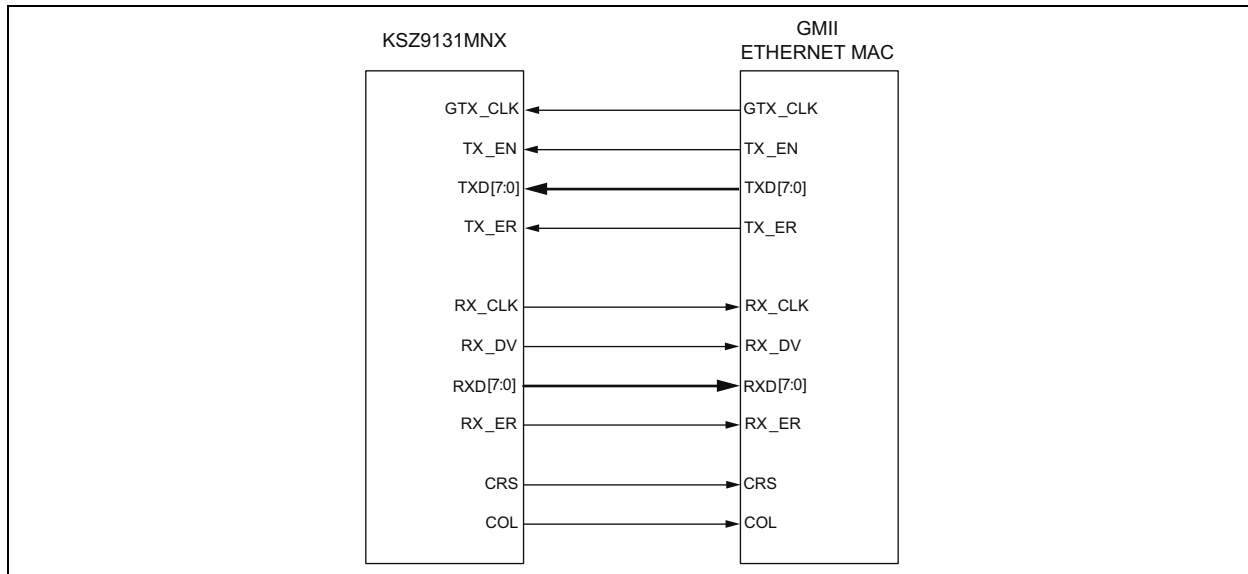 KSZ9131MNX
GMII
ETHERNET MAC
GTX_CLK GTX_CLK
TX_EN TX_EN
TXD[7:0] TXD[7:0]
TX_ER TX_ER
RX_CLK RX_CLK
RX_DV RX_DV
RXD[7:0] RXD[7:0]
RX_ER RX_ER
CRS CRS
COL COL